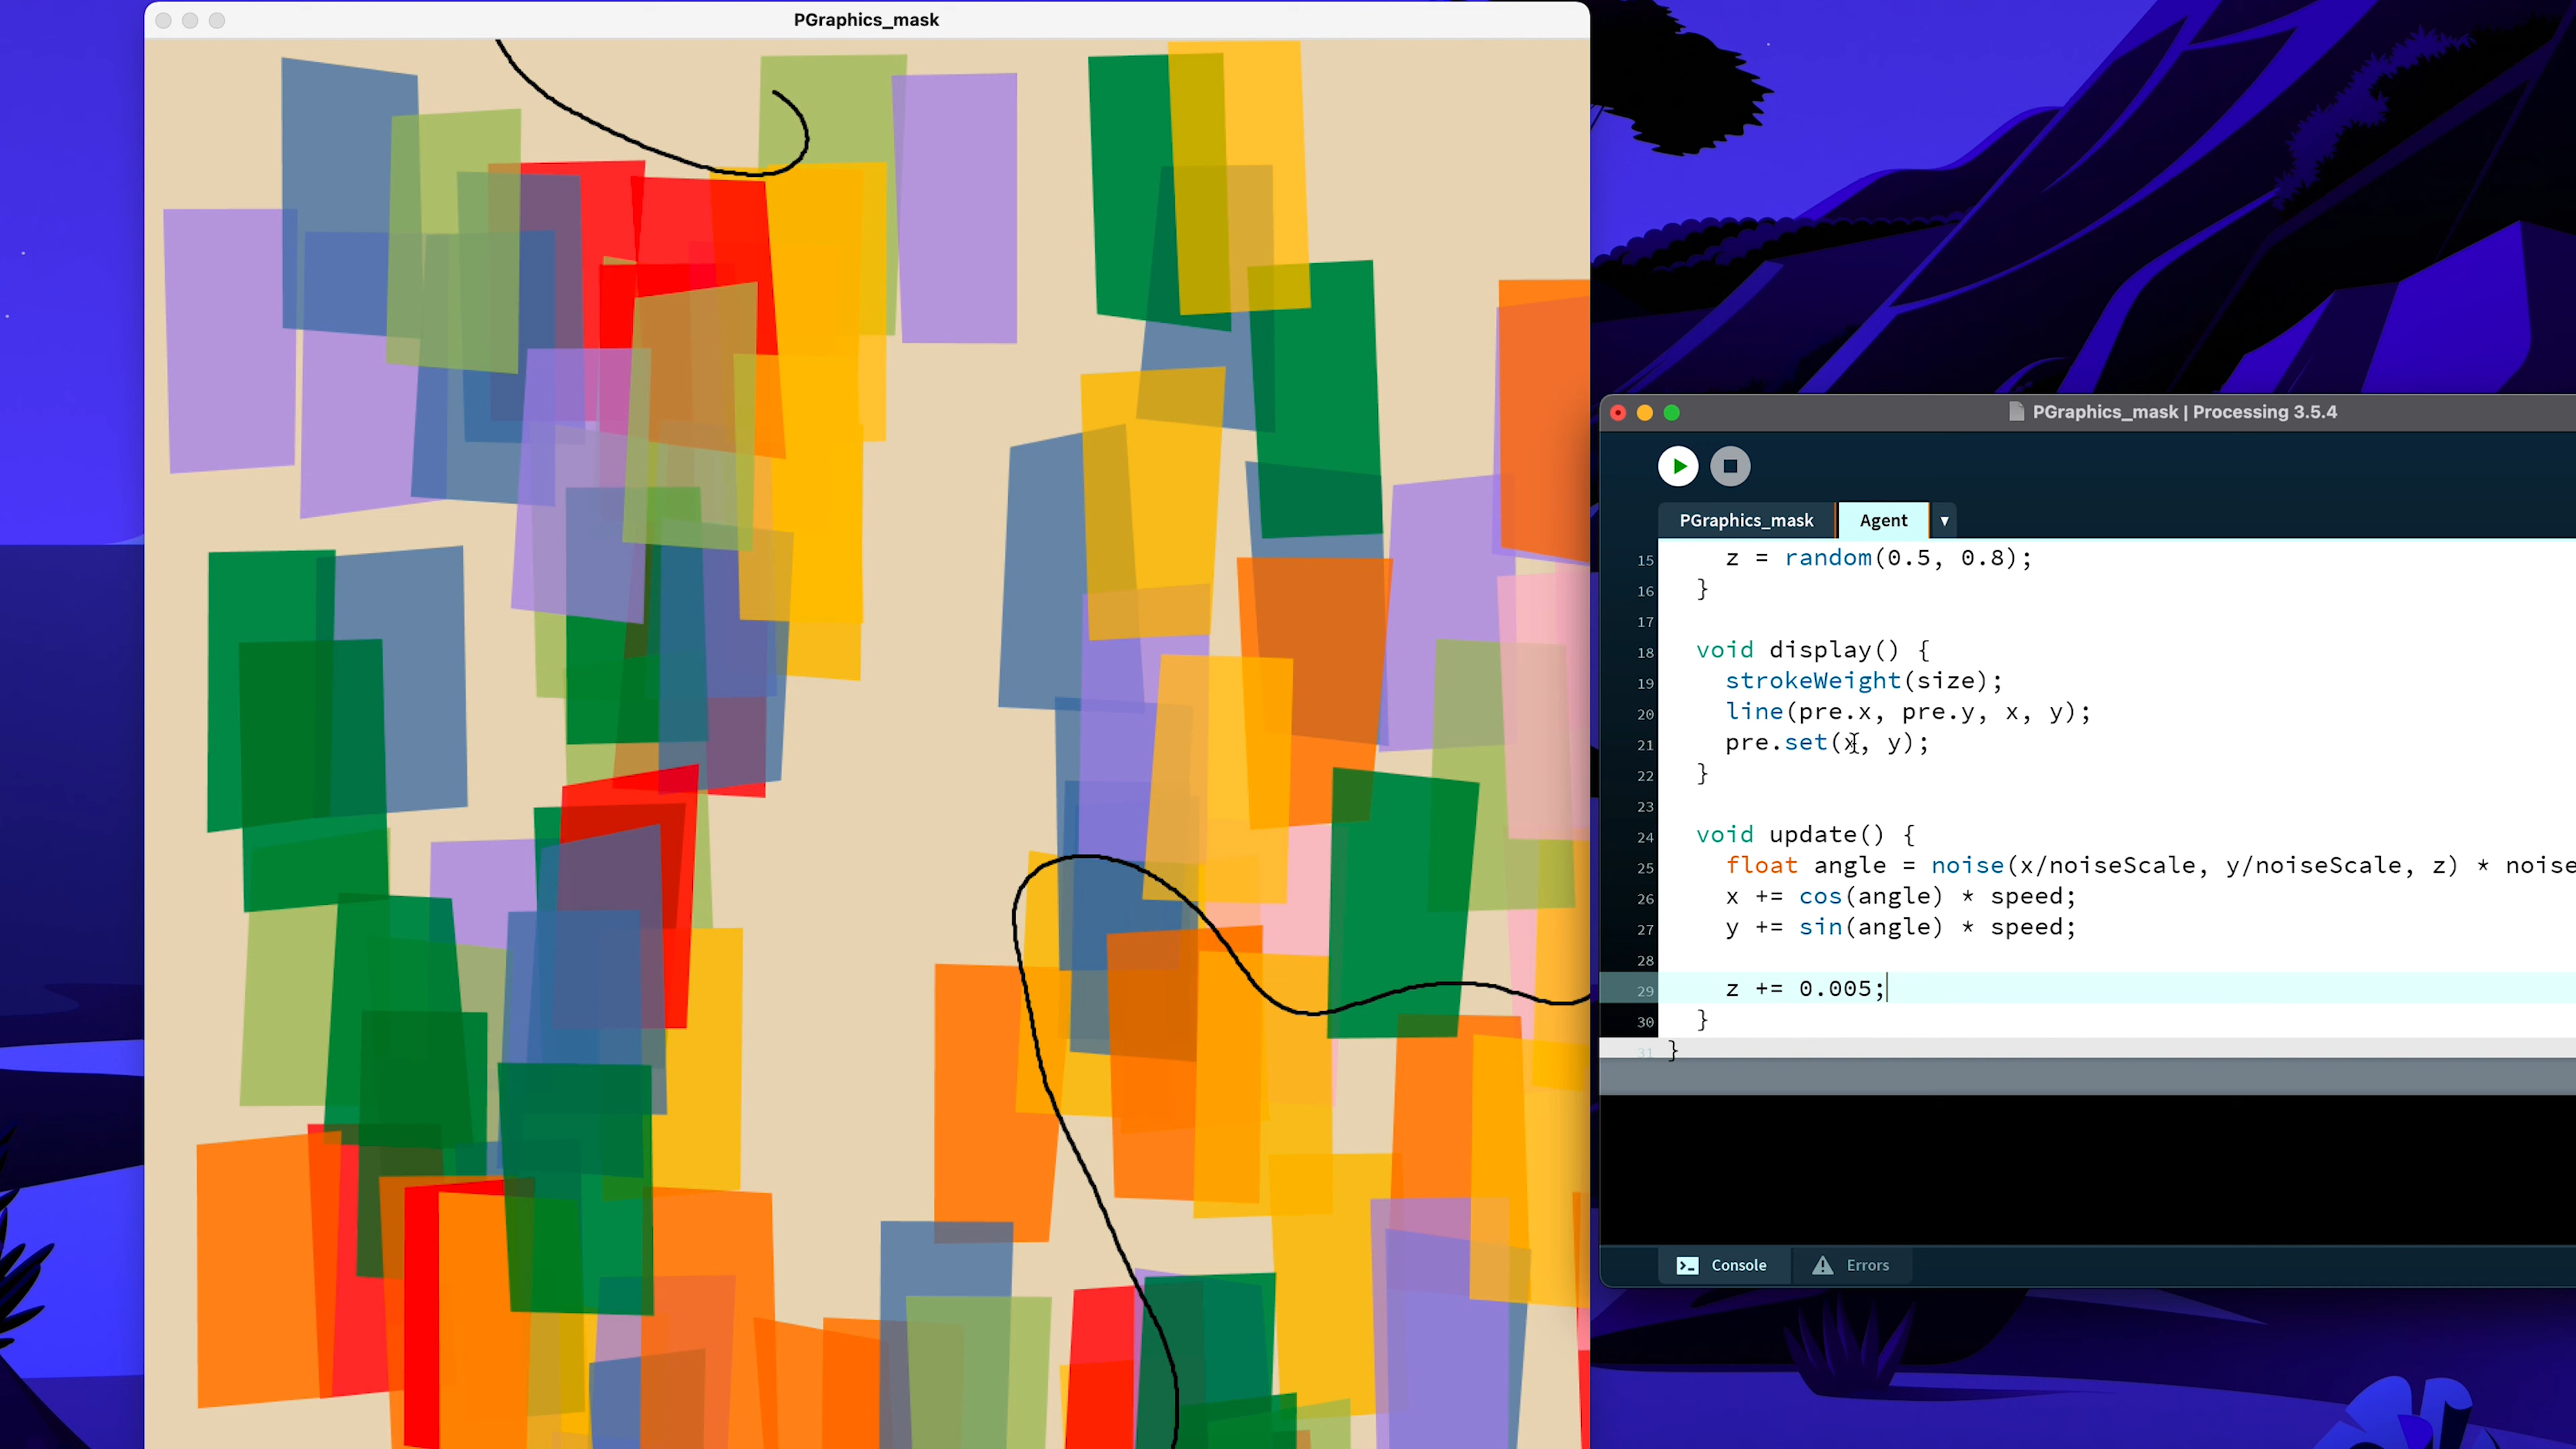 PGraphics_mask
PGraphics_mask | Processing 3.5.4
PGraphics_mask Agent
15 z = random(0.5, 0.8);
16 }
17
18 void display() {
19 strokeWeight(size);
20 line(pre.x, pre.y, x, y);
21 pre.set(x, y);
22 }
23
24 void update() {
25 float angle = noise(x/noiseScale, y/noiseScale, z) * noise
26 x += cos(angle) * speed;
27 y += sin(angle) * speed;
28
29 z += 0.005;
30 }
31 }
Console Errors